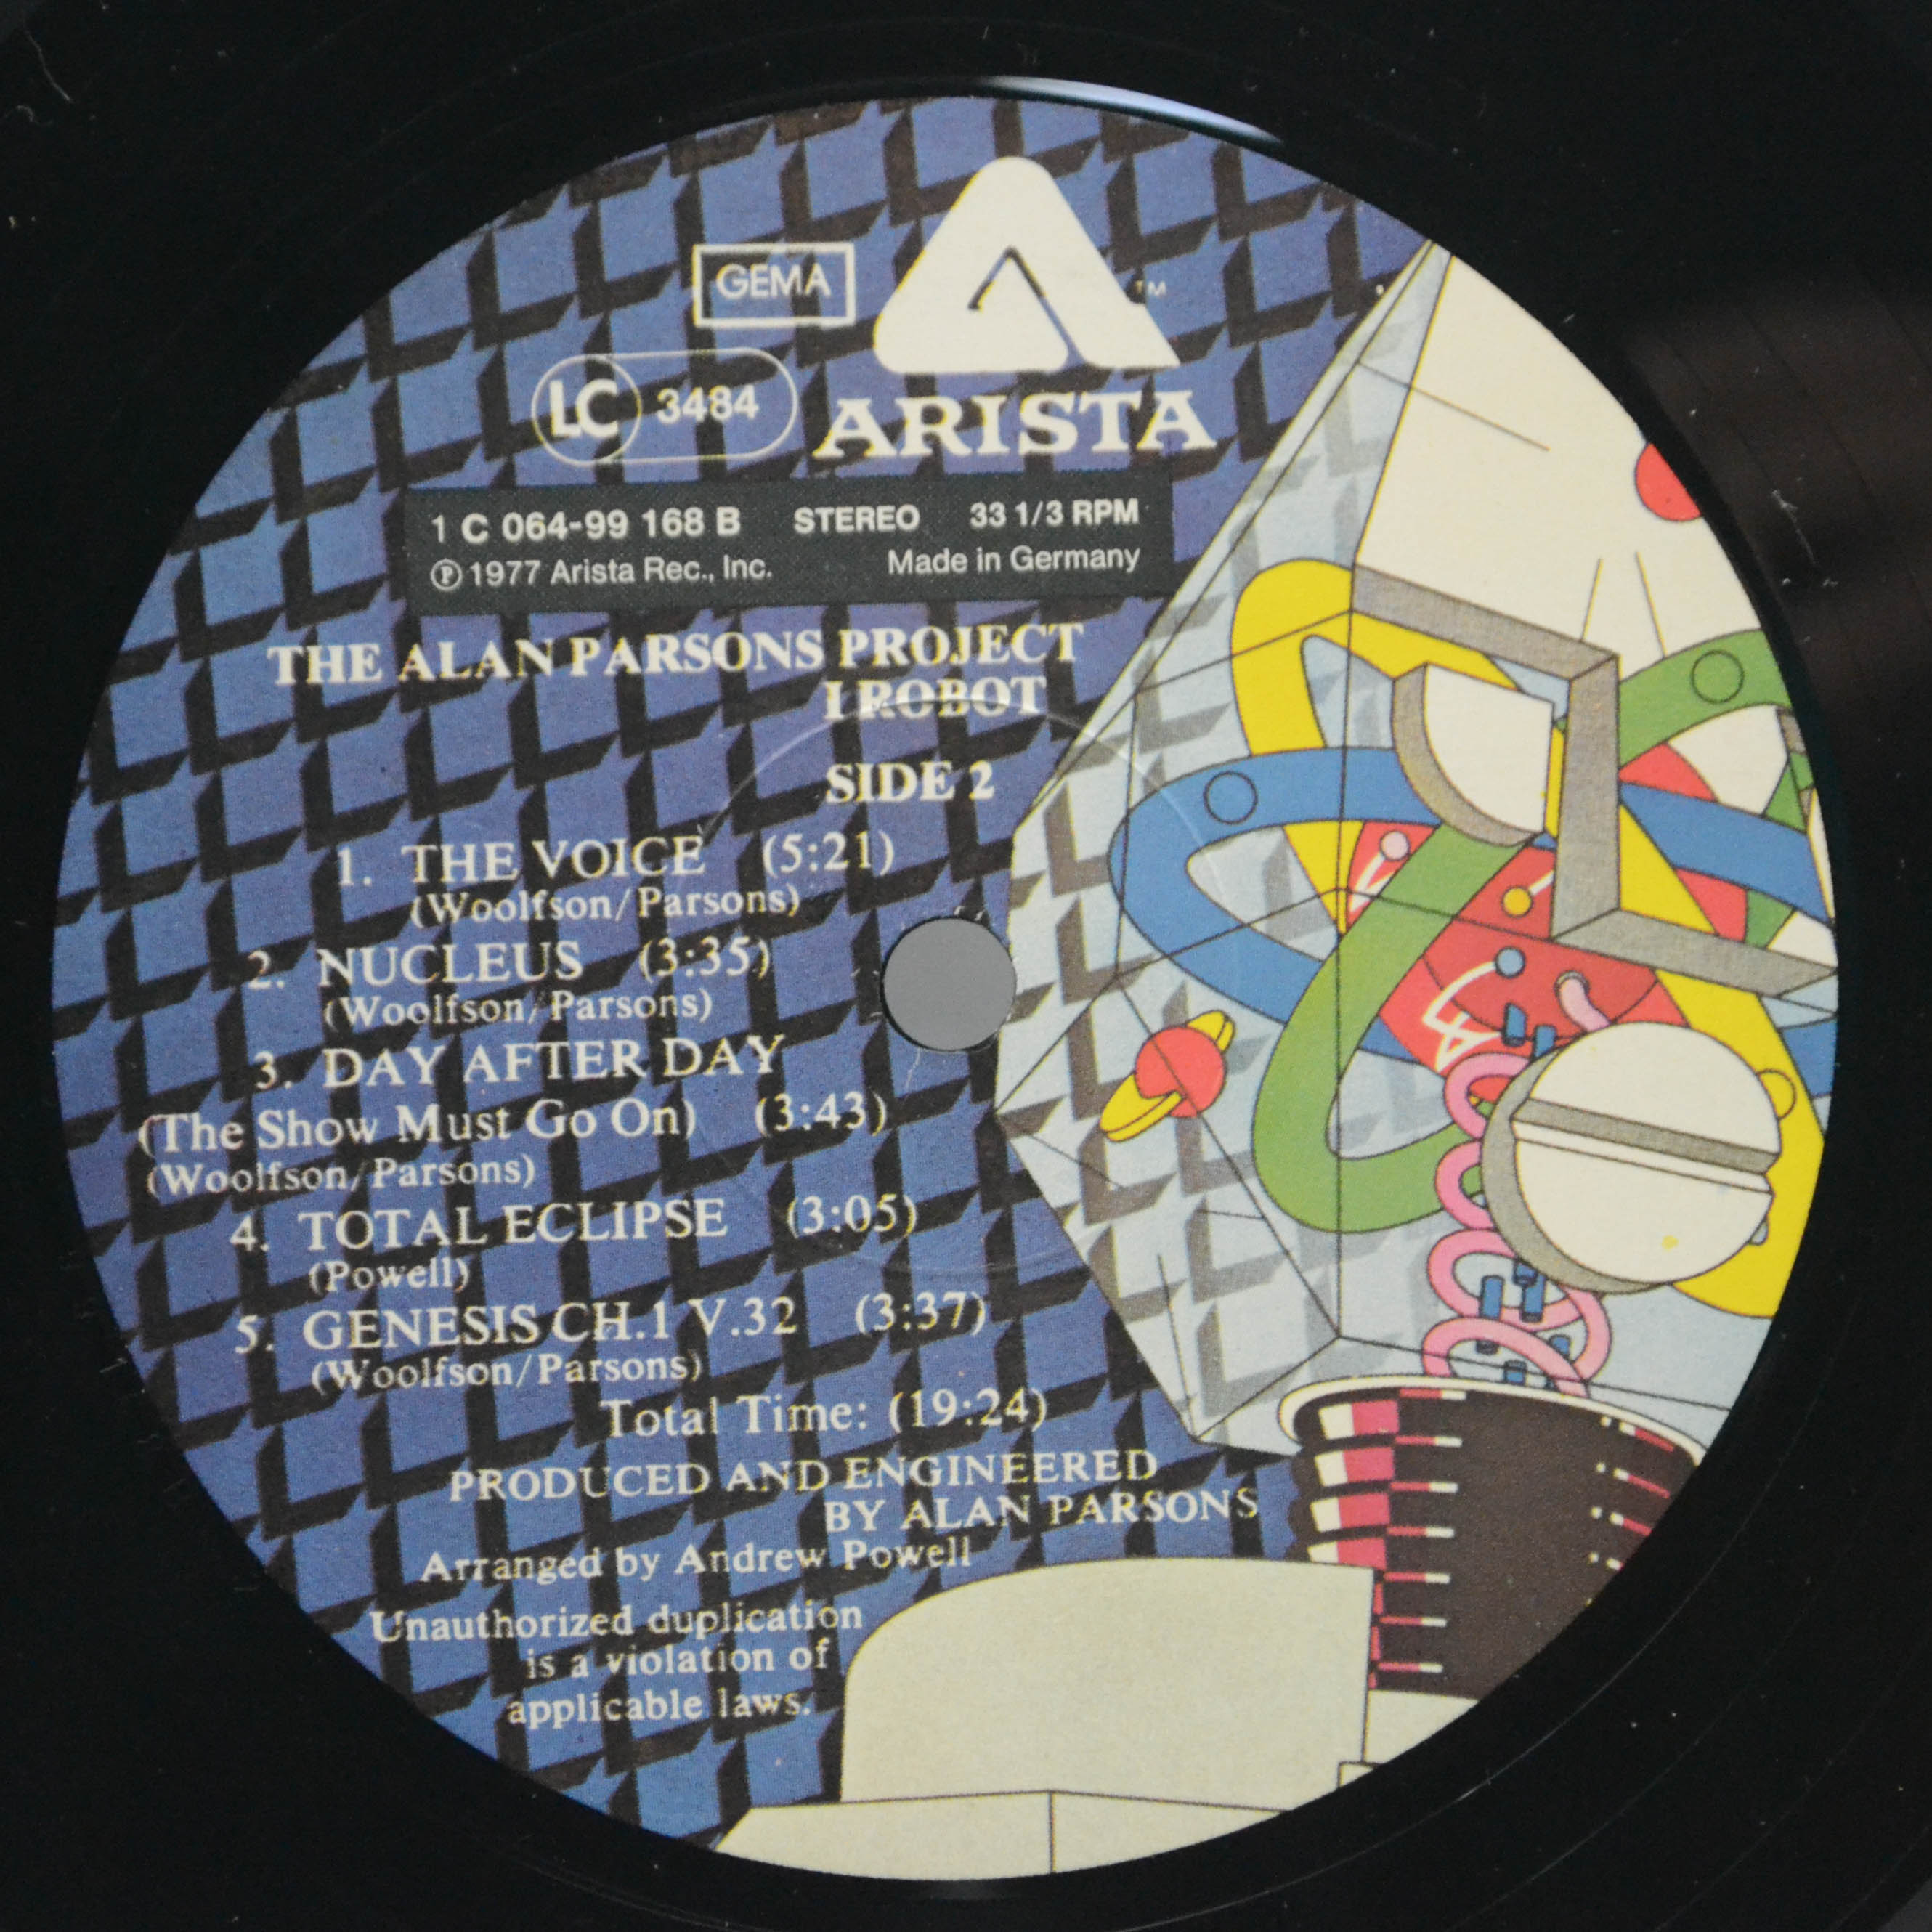 GEMA
™
LC 3484
ARISTA
1 C 064-99 168 B STEREO 33 1/3 RPM
℗ 1977 Arista Rec., Inc. Made in Germany
THE ALAN PARSONS PROJECT
I ROBOT
SIDE 2
1. THE VOICE (5:21)
(Woolfson/Parsons)
2. NUCLEUS (3:35)
(Woolfson/Parsons)
3. DAY AFTER DAY
(The Show Must Go On) (3:43)
(Woolfson/Parsons)
4. TOTAL ECLIPSE (3:05)
(Powell)
5. GENESIS CH.1 V.32 (3:37)
(Woolfson/Parsons)
Total Time: (19:24)
PRODUCED AND ENGINEERED
BY ALAN PARSONS
Arranged by Andrew Powell
Unauthorized duplication
is a violation of
applicable laws.